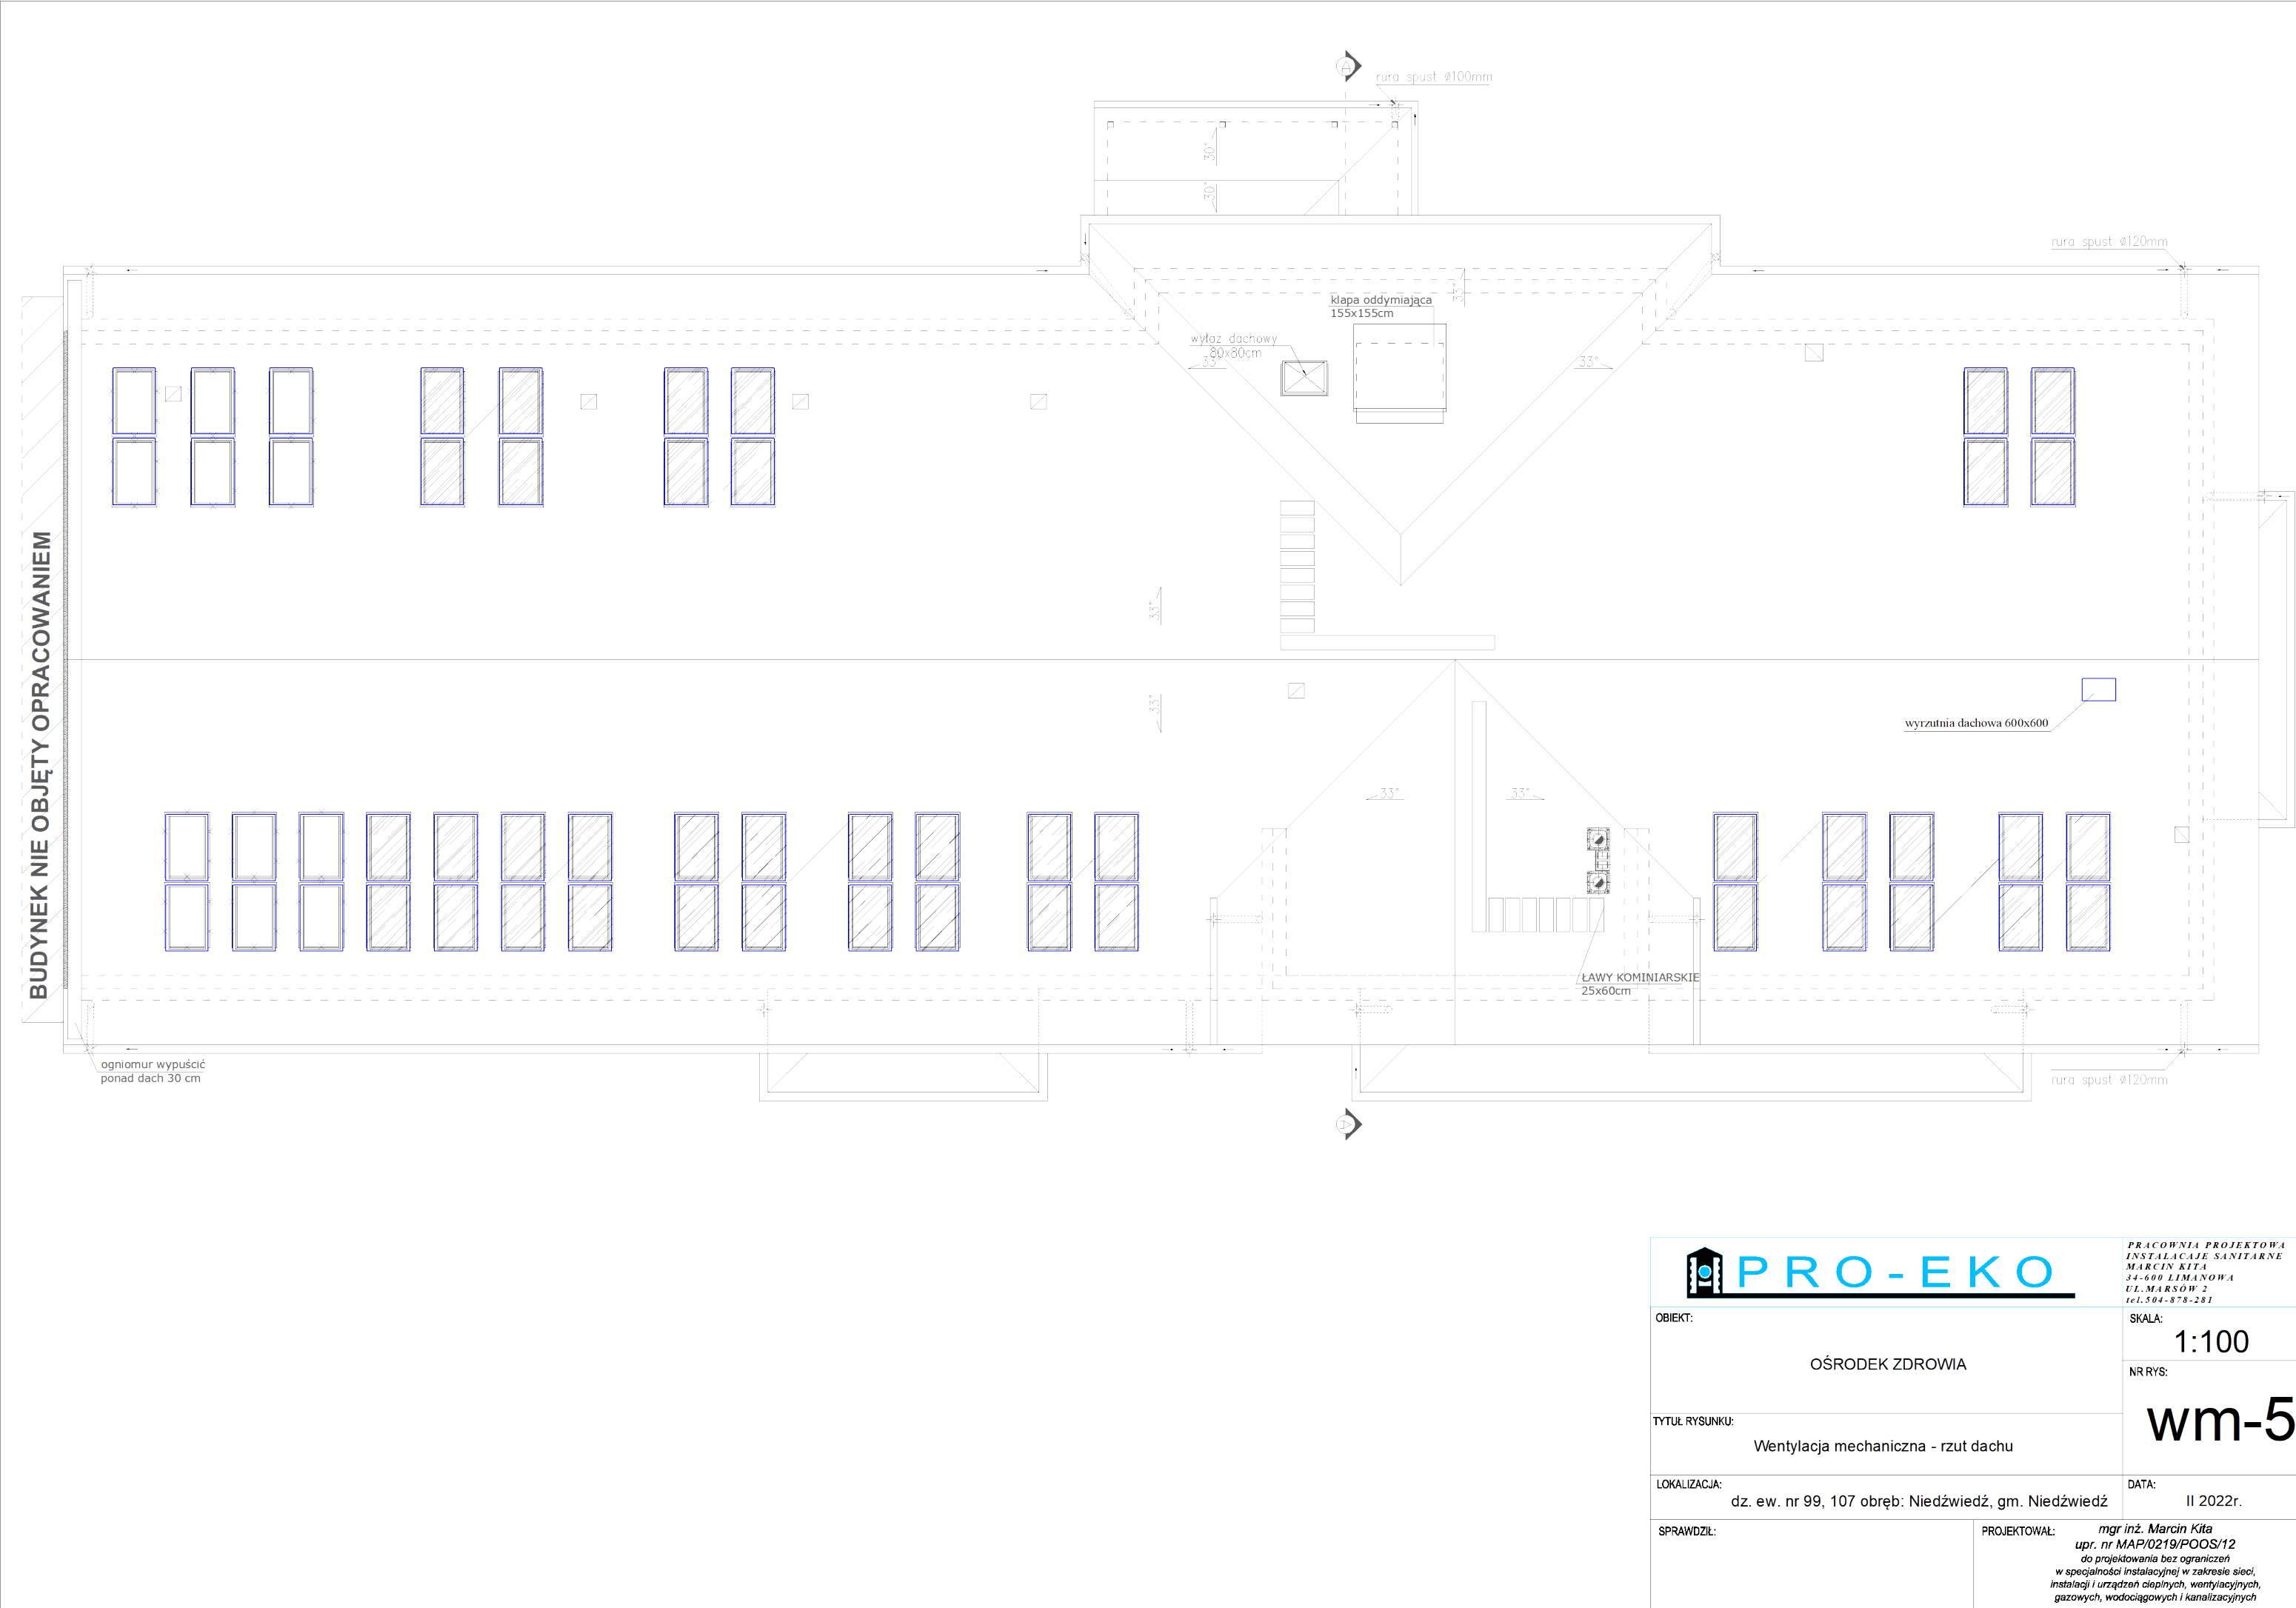 A
rura spust Ø100mm
30°
30°
rura spust Ø120mm
klapa oddymiająca
155x155cm
33°
wyłaz dachowy
80x80cm
33°
33°
BUDYNEK NIE OBJĘTY OPRACOWANIEM
33°
33°
wyrzutnia dachowa 600x600
33°
33°
ŁAWY KOMINIARSKIE
25x60cm
ogniomur wypuścić
ponad dach 30 cm
rura spust Ø120mm
A
PRO-EKO
PRACOWNIA PROJEKTOWA
INSTALACAJE SANITARNE
MARCIN KITA
34-600 LIMANOWA
UL.MARSÓW 2
tel.504-878-281
OBIEKT:
OŚRODEK ZDROWIA
SKALA:
1:100
NR RYS:
wm-5
TYTUŁ RYSUNKU:
Wentylacja mechaniczna - rzut dachu
LOKALIZACJA:
dz. ew. nr 99, 107 obręb: Niedźwiedź, gm. Niedźwiedź
DATA:
II 2022r.
SPRAWDZIŁ:
PROJEKTOWAŁ:
mgr inż. Marcin Kita
upr. nr MAP/0219/POOS/12
do projektowania bez ograniczeń
w specjalności instalacyjnej w zakresie sieci,
instalacji i urządzeń cieplnych, wentylacyjnych,
gazowych, wodociągowych i kanalizacyjnych